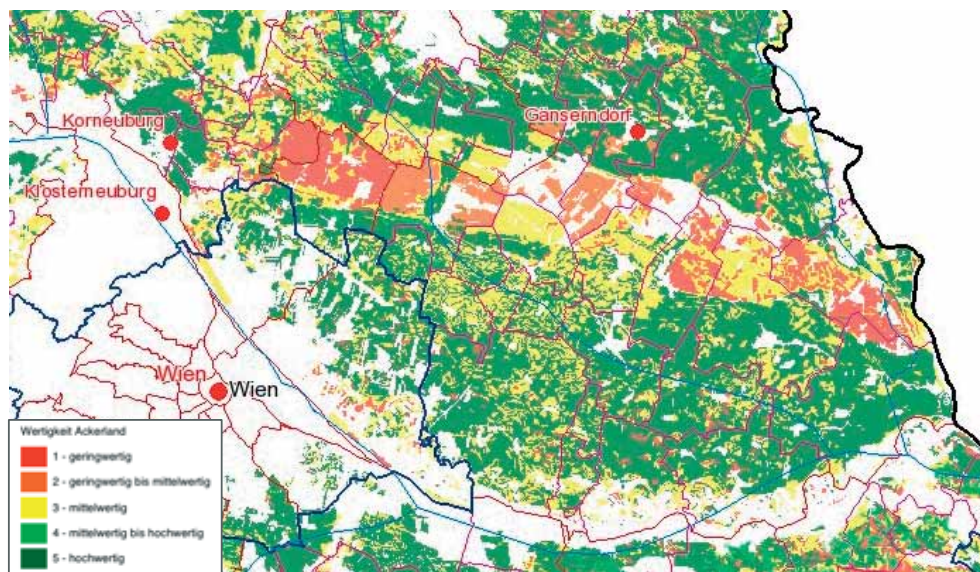 Gänserndorf
Korneuburg
Klosterneuburg
Wien Wien
Wertigkeit Ackerland
1 - geringwertig
2 - geringwertig bis mittelwertig
3 - mittelwertig
4 - mittelwertig bis hochwertig
5 - hochwertig